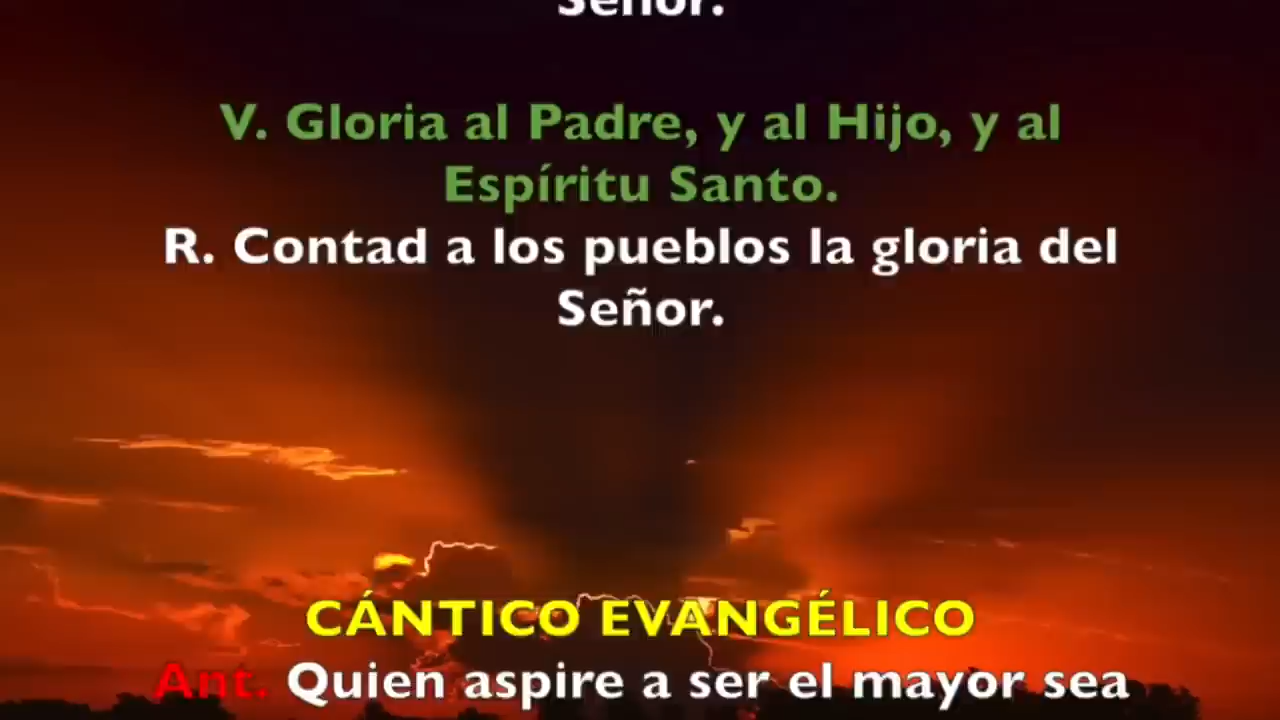 Señor.
V. Gloria al Padre, y al Hijo, y al
Espíritu Santo.
R. Contad a los pueblos la gloria del
Señor.
CÁNTICO EVANGÉLICO
Ant. Quien aspire a ser el mayor sea